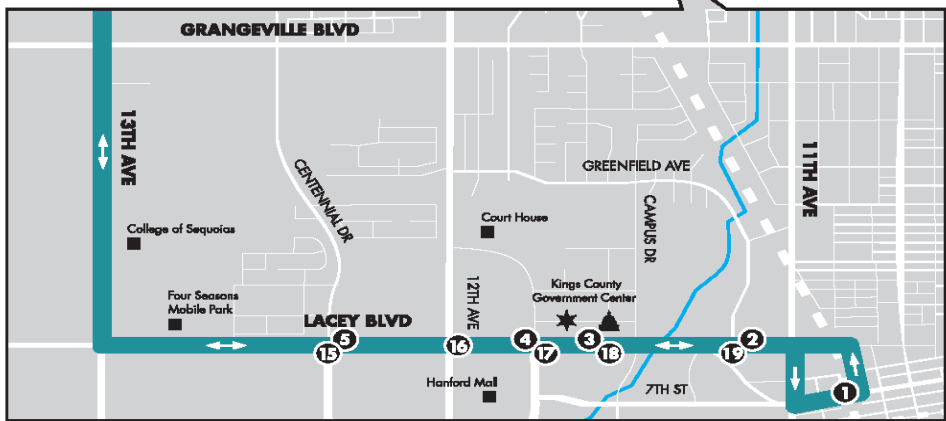 GRANGEVILLE BLVD
13TH AVE
CENTENNIAL DR
GREENFIELD AVE
11TH AVE
College of Sequoias
Court House
CAMPUS DR
Four Seasons
Mobile Park
12TH AVE
Kings County
Government Center
LACEY BLVD
5
15
16
4
17
3
18
2
19
Hanford Mall
7TH ST
1